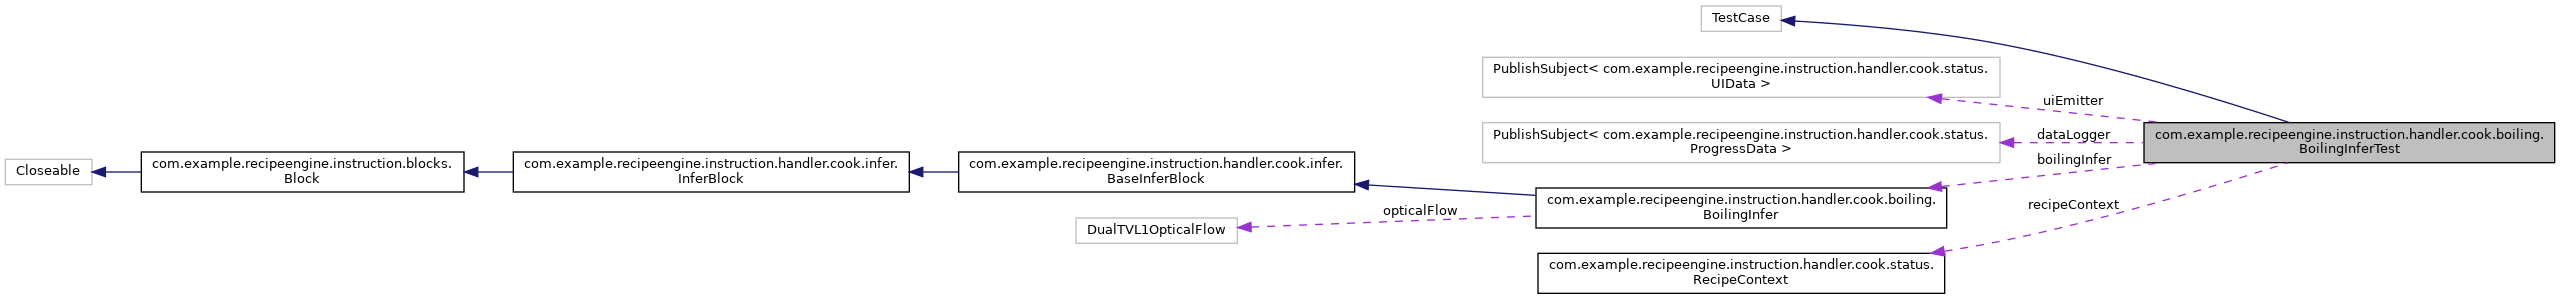 TestCase
PublishSubject< com.example.recipeengine.instruction.handler.cook.status.
UIData >
uiEmitter
PublishSubject< com.example.recipeengine.instruction.handler.cook.status.
ProgressData >
dataLogger
com.example.recipeengine.instruction.handler.cook.boiling.
BoilingInferTest
Closeable
com.example.recipeengine.instruction.blocks.
Block
com.example.recipeengine.instruction.handler.cook.infer.
InferBlock
com.example.recipeengine.instruction.handler.cook.infer.
BaseInferBlock
boilingInfer
com.example.recipeengine.instruction.handler.cook.boiling.
BoilingInfer
opticalFlow
DualTVL1OpticalFlow
recipeContext
com.example.recipeengine.instruction.handler.cook.status.
RecipeContext